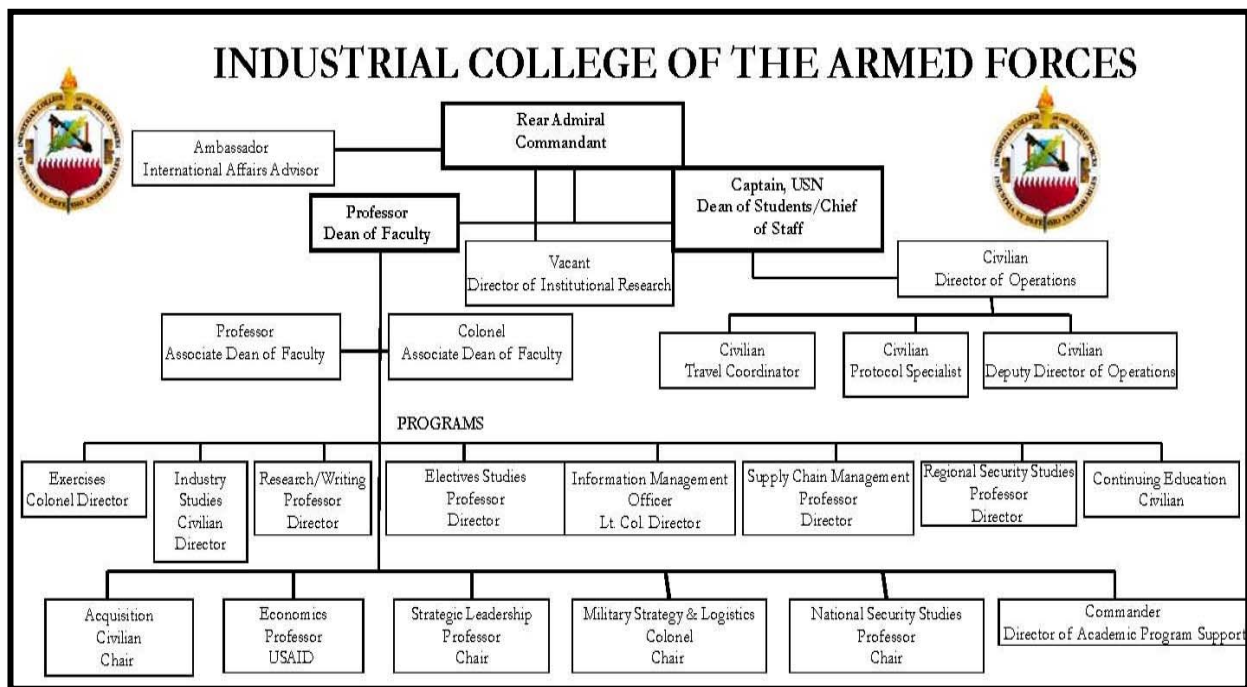 INDUSTRIAL COLLEGE OF THE ARMED FORCES
Rear Admiral
Commandant
Ambassador
International Affairs Advisor
Captain, USN
Dean of Students/Chief
of Staff
Professor
Dean of Faculty
Vacant
Director of Institutional Research
Civilian
Director of Operations
Professor
Associate Dean of Faculty
Colonel
Associate Dean of Faculty
Civilian
Travel Coordinator
Civilian
Protocol Specialist
Civilian
Deputy Director of Operations
PROGRAMS
Exercises
Colonel Director
Industry
Studies
Civilian
Director
Research/Writing
Professor
Director
Electives Studies
Professor
Director
Information Management
Officer
Lt. Col. Director
Supply Chain Management
Professor
Director
Regional Security Studies
Professor
Director
Continuing Education
Civilian
Acquisition
Civilian
Chair
Economics
Professor
USAID
Strategic Leadership
Professor
Chair
Military Strategy & Logistics
Colonel
Chair
National Security Studies
Professor
Chair
Commander
Director of Academic Program Support